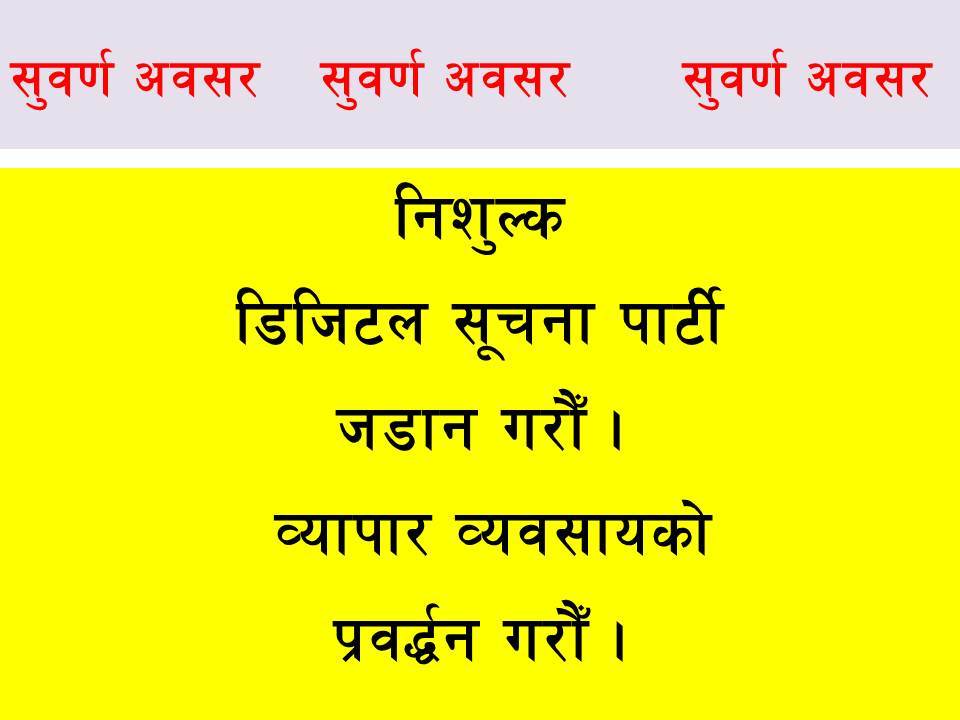 सुवर्ण अवसर सुवर्ण अवसर सुवर्ण अवसर
निशुल्क
डिजिटल सूचना पार्टी
जडान गरौँ ।
व्यापार व्यवसायको
प्रवर्द्धन गरौँ ।